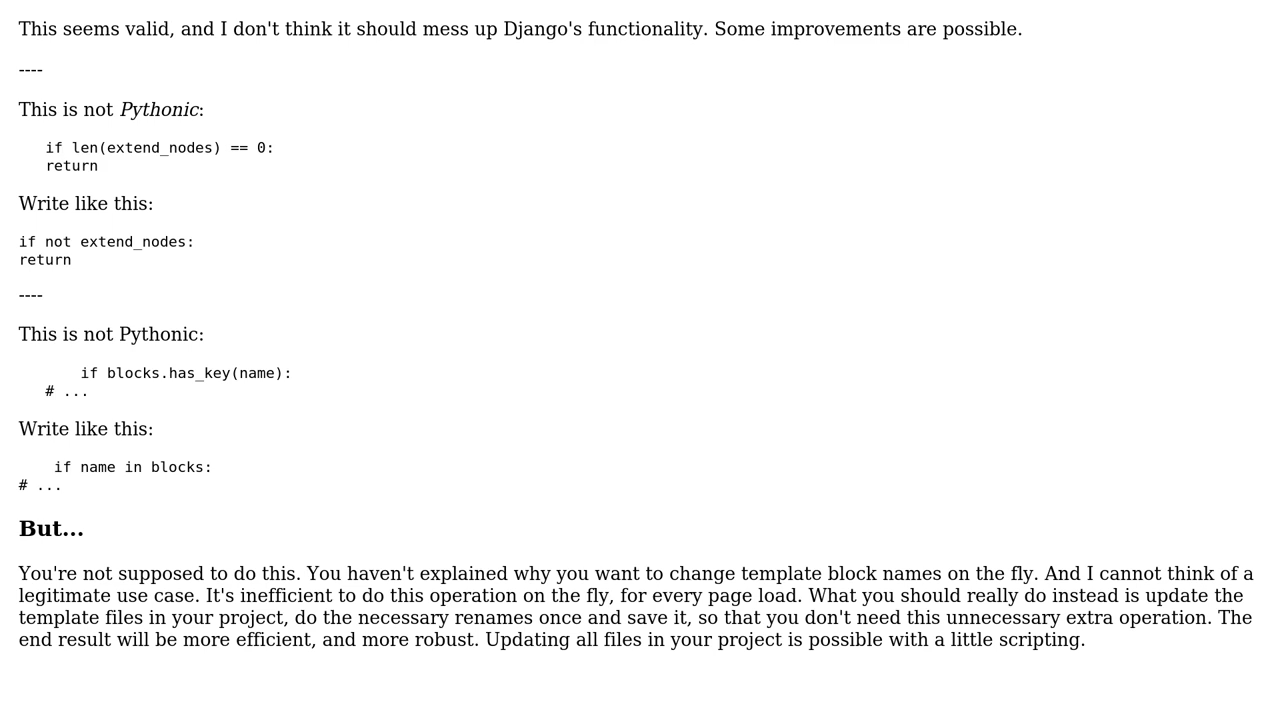 This seems valid, and I don't think it should mess up Django's functionality. Some improvements are possible.
----
This is not Pythonic:
   if len(extend_nodes) == 0:
   return
Write like this:
if not extend_nodes:
return
----
This is not Pythonic:
       if blocks.has_key(name):
   # ...
Write like this:
    if name in blocks:
# ...
But...
You're not supposed to do this. You haven't explained why you want to change template block names on the fly. And I cannot think of a
legitimate use case. It's inefficient to do this operation on the fly, for every page load. What you should really do instead is update the
template files in your project, do the necessary renames once and save it, so that you don't need this unnecessary extra operation. The
end result will be more efficient, and more robust. Updating all files in your project is possible with a little scripting.